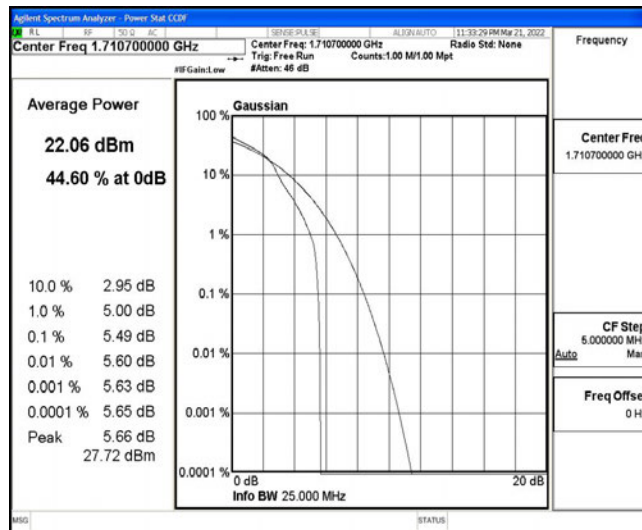 Agilent Spectrum Analyzer - Power Stat CCDF
RL RF 50 Ω AC SENSE:PULSE ALIGN AUTO 11:33:29 PM Mar 21, 2022
Center Freq 1.710700000 GHz
Center Freq: 1.710700000 GHz Radio Std: None
Trig: Free Run Counts:1.00 M/1.00 Mpt
#IFGain:Low #Atten: 46 dB
Frequency
Average Power
22.06 dBm
44.60 % at 0dB
10.0 % 2.95 dB
1.0 % 5.00 dB
0.1 % 5.49 dB
0.01 % 5.60 dB
0.001 % 5.63 dB
0.0001 % 5.65 dB
Peak 5.66 dB
27.72 dBm
Gaussian
100 %
10 %
1 %
0.1 %
0.01 %
0.001 %
0.0001 %
0 dB 20 dB
Info BW 25.000 MHz
Center Freq
1.710700000 GH
CF Step
5.000000 MH
Auto Ma
Freq Offse
0 H
MSG STATUS